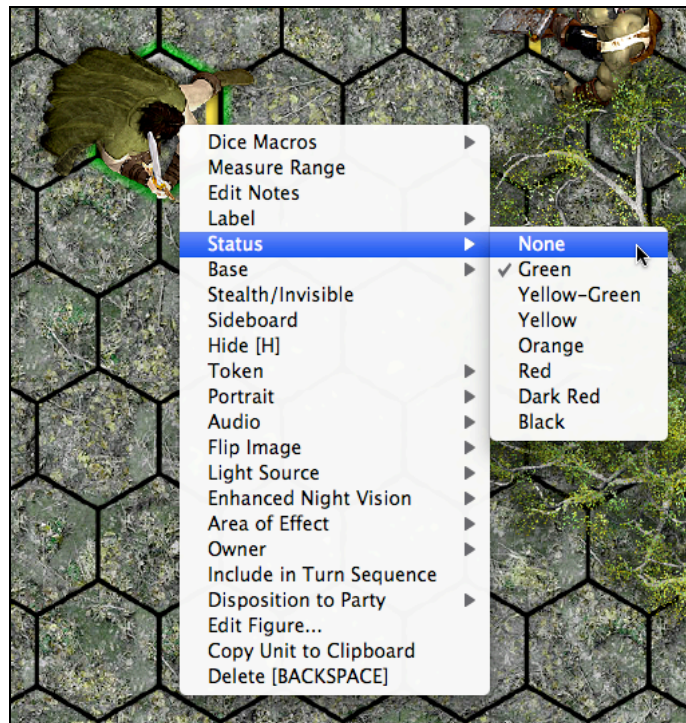 Dice Macros
Measure Range
Edit Notes
Label
Status
Base
Stealth/Invisible
Sideboard
Hide [H]
Token
Portrait
Audio
Flip Image
Light Source
Enhanced Night Vision
Area of Effect
Owner
Include in Turn Sequence
Disposition to Party
Edit Figure...
Copy Unit to Clipboard
Delete [BACKSPACE]
None
Green
Yellow-Green
Yellow
Orange
Red
Dark Red
Black